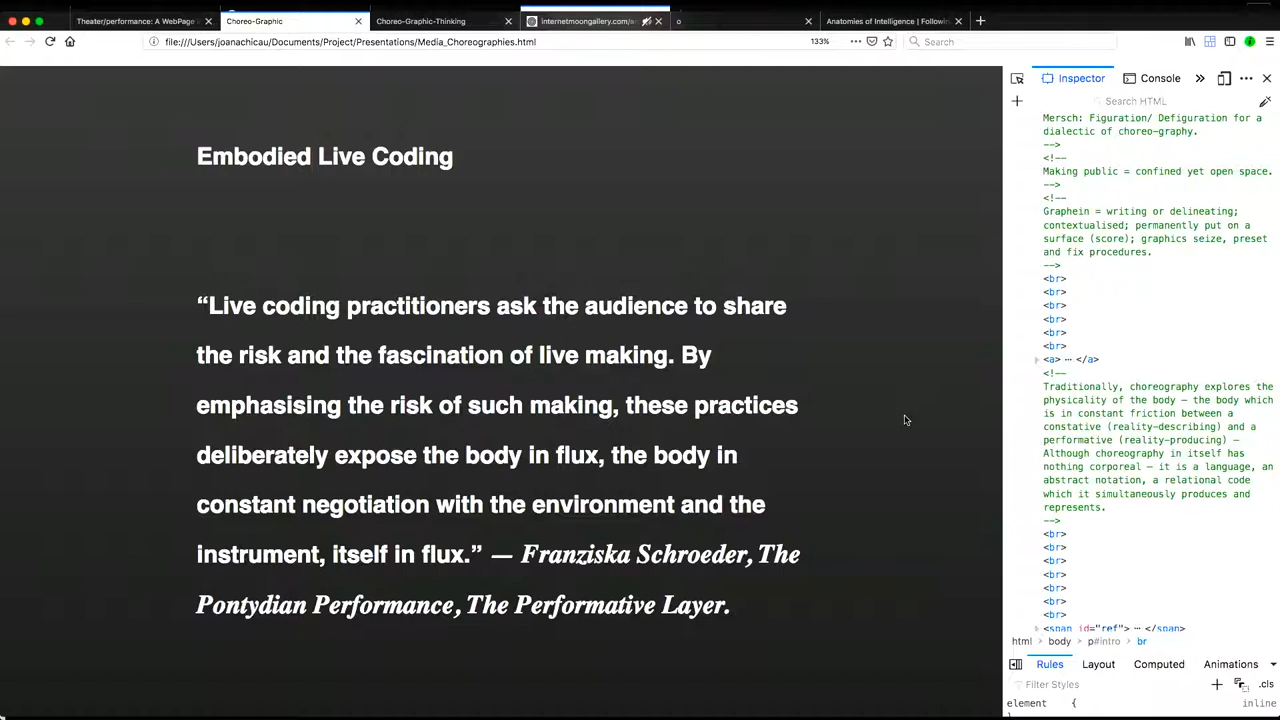 Theater/performance: A WebPage
Choreo-Graphic
Choreo-Graphic-Thinking
internetmoongallery.com/
o
Anatomies of Intelligence | Followin
file:///Users/joanachicau/Documents/Project/Presentations/Media_Choreographies.html
133%
Search
Inspector
Console
Search HTML
Embodied Live Coding
“Live coding practitioners ask the audience to share
the risk and the fascination of live making. By
emphasising the risk of such making, these practices
deliberately expose the body in flux, the body in
constant negotiation with the environment and the
instrument, itself in flux.” — Franziska Schroeder, The
Pontydian Performance, The Performative Layer.
Mersch: Figuration/ Defiguration for a
dialectic of choreo-graphy.
-->
<!--
Making public = confined yet open space.
-->
<!--
Graphein = writing or delineating;
contextualised; permanently put on a
surface (score); graphics seize, preset
and fix procedures.
-->
<br>
<br>
<br>
<br>
<br>
<br>
<a> ⋯ </a>
<!--
Traditionally, choreography explores the
physicality of the body – the body which
is in constant friction between a
constative (reality-describing) and a
performative (reality-producing) –
Although choreography in itself has
nothing corporeal – it is a language, an
abstract notation, a relational code
which it simultaneously produces and
represents.
-->
<br>
<br>
<br>
<br>
<br>
<br>
<br>
<span id="ref"> ⋯ </span>
html > body > p#intro > br
Rules
Layout
Computed
Animations
Filter Styles
.cls
element {
inline
}